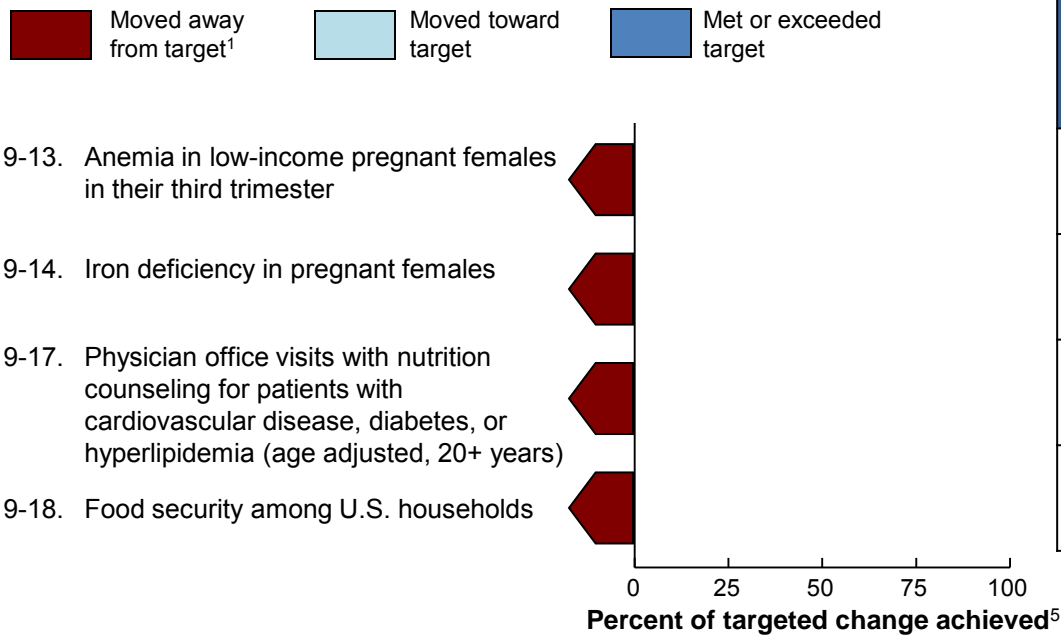 Moved away
from target¹
Moved toward
target
Met or exceeded
target
9-13. Anemia in low-income pregnant females
in their third trimester
9-14. Iron deficiency in pregnant females
9-17. Physician office visits with nutrition
counseling for patients with
cardiovascular disease, diabetes, or
hyperlipidemia (age adjusted, 20+ years)
9-18. Food security among U.S. households
0 25 50 75 100
Percent of targeted change achieved⁵